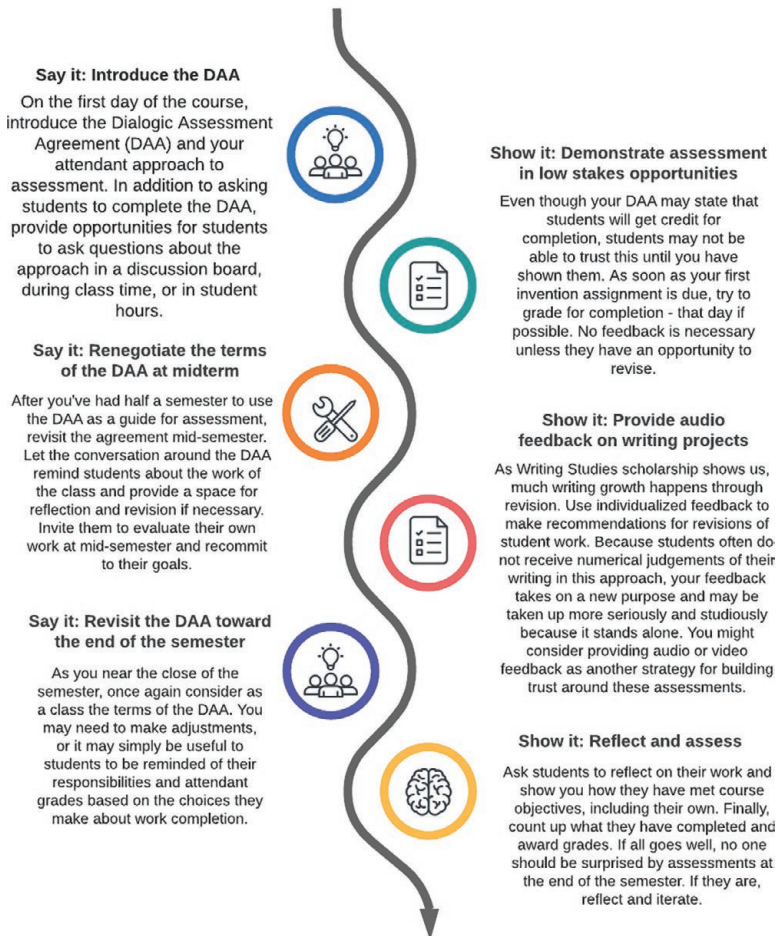 Say it: Introduce the DAA
On the first day of the course,
introduce the Dialogic Assessment
Agreement (DAA) and your
attendant approach to
assessment. In addition to asking
students to complete the DAA,
provide opportunities for students
to ask questions about the
approach in a discussion board,
during class time, or in student
hours.
Show it: Demonstrate assessment
in low stakes opportunities
Even though your DAA may state that
students will get credit for
completion, students may not be
able to trust this until you have
shown them. As soon as your first
invention assignment is due, try to
grade for completion - that day if
possible. No feedback is necessary
unless they have an opportunity to
revise.
Say it: Renegotiate the terms
of the DAA at midterm
After you've had half a semester to use
the DAA as a guide for assessment,
revisit the agreement mid-semester.
Let the conversation around the DAA
remind students about the work of
the class and provide a space for
reflection and revision if necessary.
Invite them to evaluate their own
work at mid-semester and recommit
to their goals.
Show it: Provide audio
feedback on writing projects
As Writing Studies scholarship shows us,
much writing growth happens through
revision. Use individualized feedback to
make recommendations for revisions of
student work. Because students often do
not receive numerical judgements of their
writing in this approach, your feedback
takes on a new purpose and may be
taken up more seriously and studiously
because it stands alone. You might
consider providing audio or video
feedback as another strategy for building
trust around these assessments.
Say it: Revisit the DAA toward
the end of the semester
As you near the close of the
semester, once again consider as
a class the terms of the DAA. You
may need to make adjustments,
or it may simply be useful to
students to be reminded of their
responsibilities and attendant
grades based on the choices they
make about work completion.
Show it: Reflect and assess
Ask students to reflect on their work and
show you how they have met course
objectives, including their own. Finally,
count up what they have completed and
award grades. If all goes well, no one
should be surprised by assessments at
the end of the semester. If they are,
reflect and iterate.